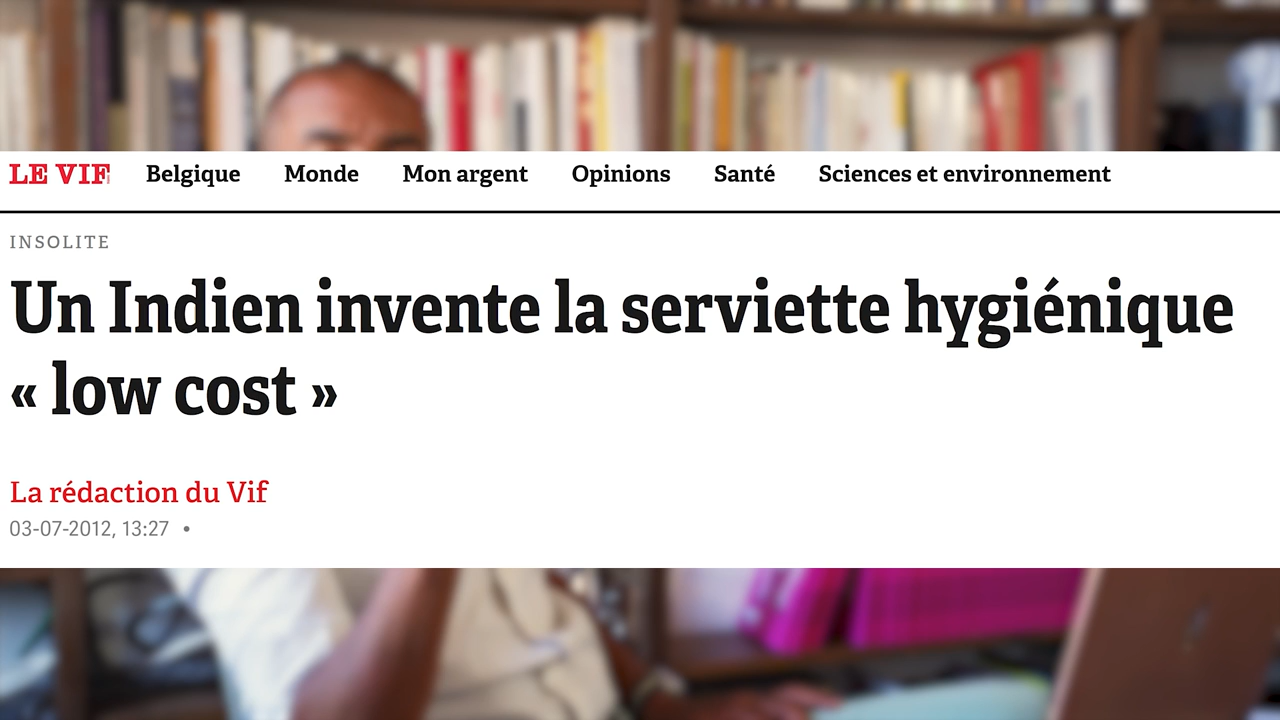 LE VIF Belgique Monde Mon argent Opinions Santé Sciences et environnement
INSOLITE
Un Indien invente la serviette hygiénique
« low cost »
La rédaction du Vif
03-07-2012, 13:27 •